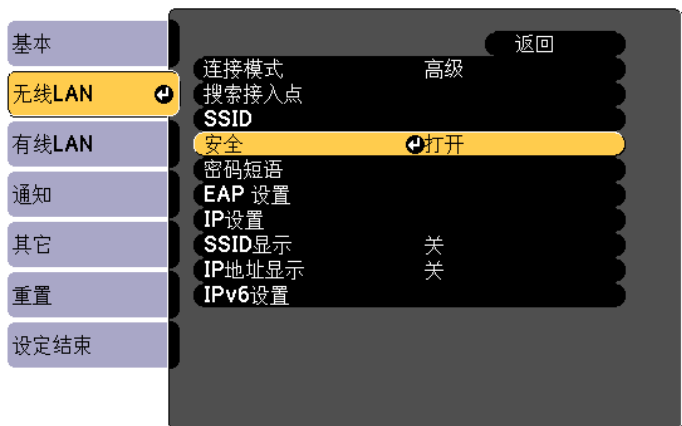 基本
无线LAN
有线LAN
通知
其它
重置
设定结束
返回
连接模式 高级
搜索接入点
SSID
安全 打开
密码短语
EAP 设置
IP设置
SSID显示 关
IP地址显示 关
IPv6设置